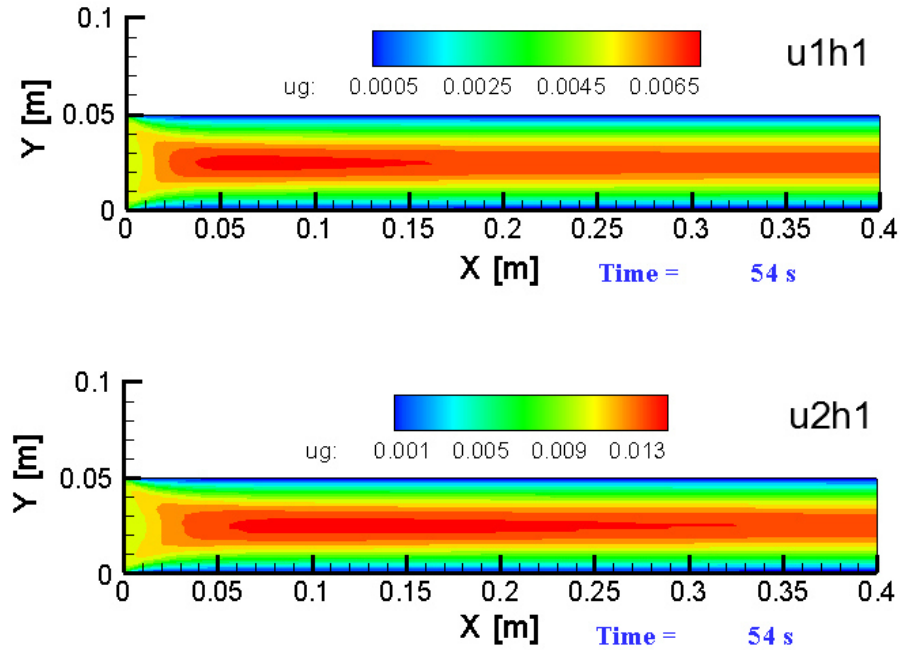 0.1
u1h1
ug: 0.0005 0.0025 0.0045 0.0065
Y [m]
0.05
0
0 0.05 0.1 0.15 0.2 0.25 0.3 0.35 0.4
X [m]
Time = 54 s
0.1
u2h1
ug: 0.001 0.005 0.009 0.013
Y [m]
0.05
0
0 0.05 0.1 0.15 0.2 0.25 0.3 0.35 0.4
X [m]
Time = 54 s